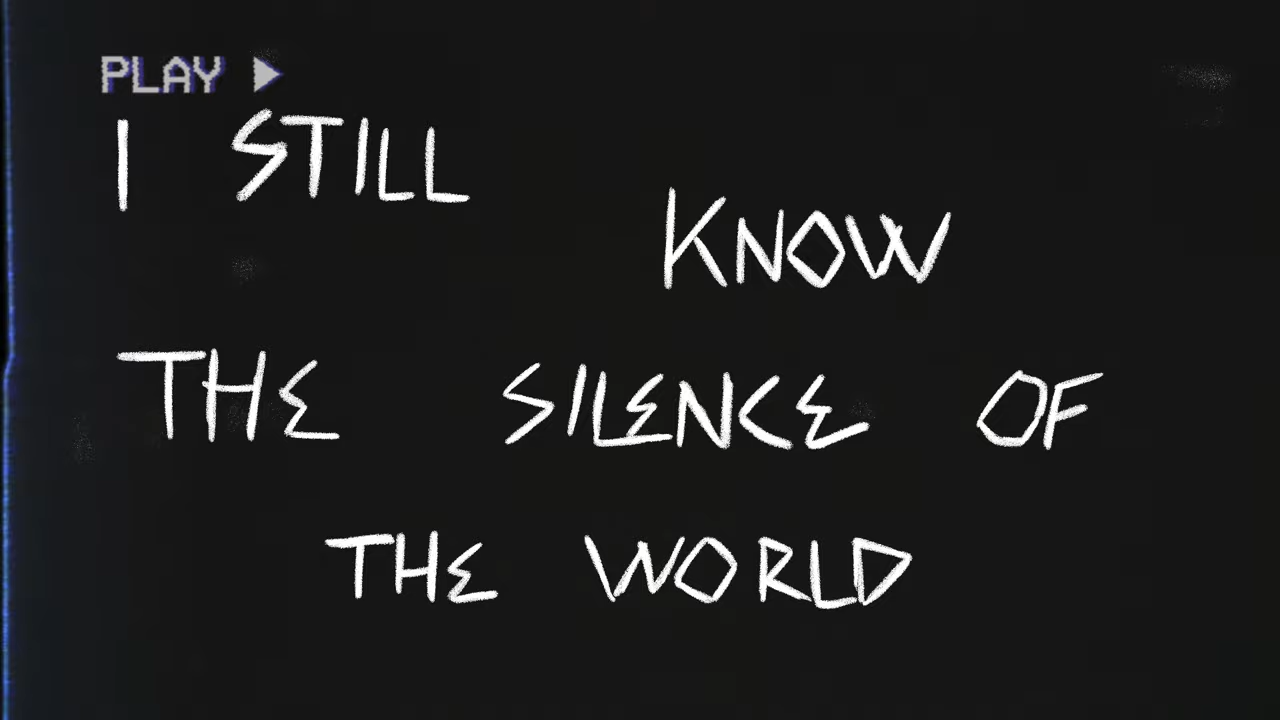 PLAY ▶
I STILL
KNOW
THE SILENCE OF
THE WORLD